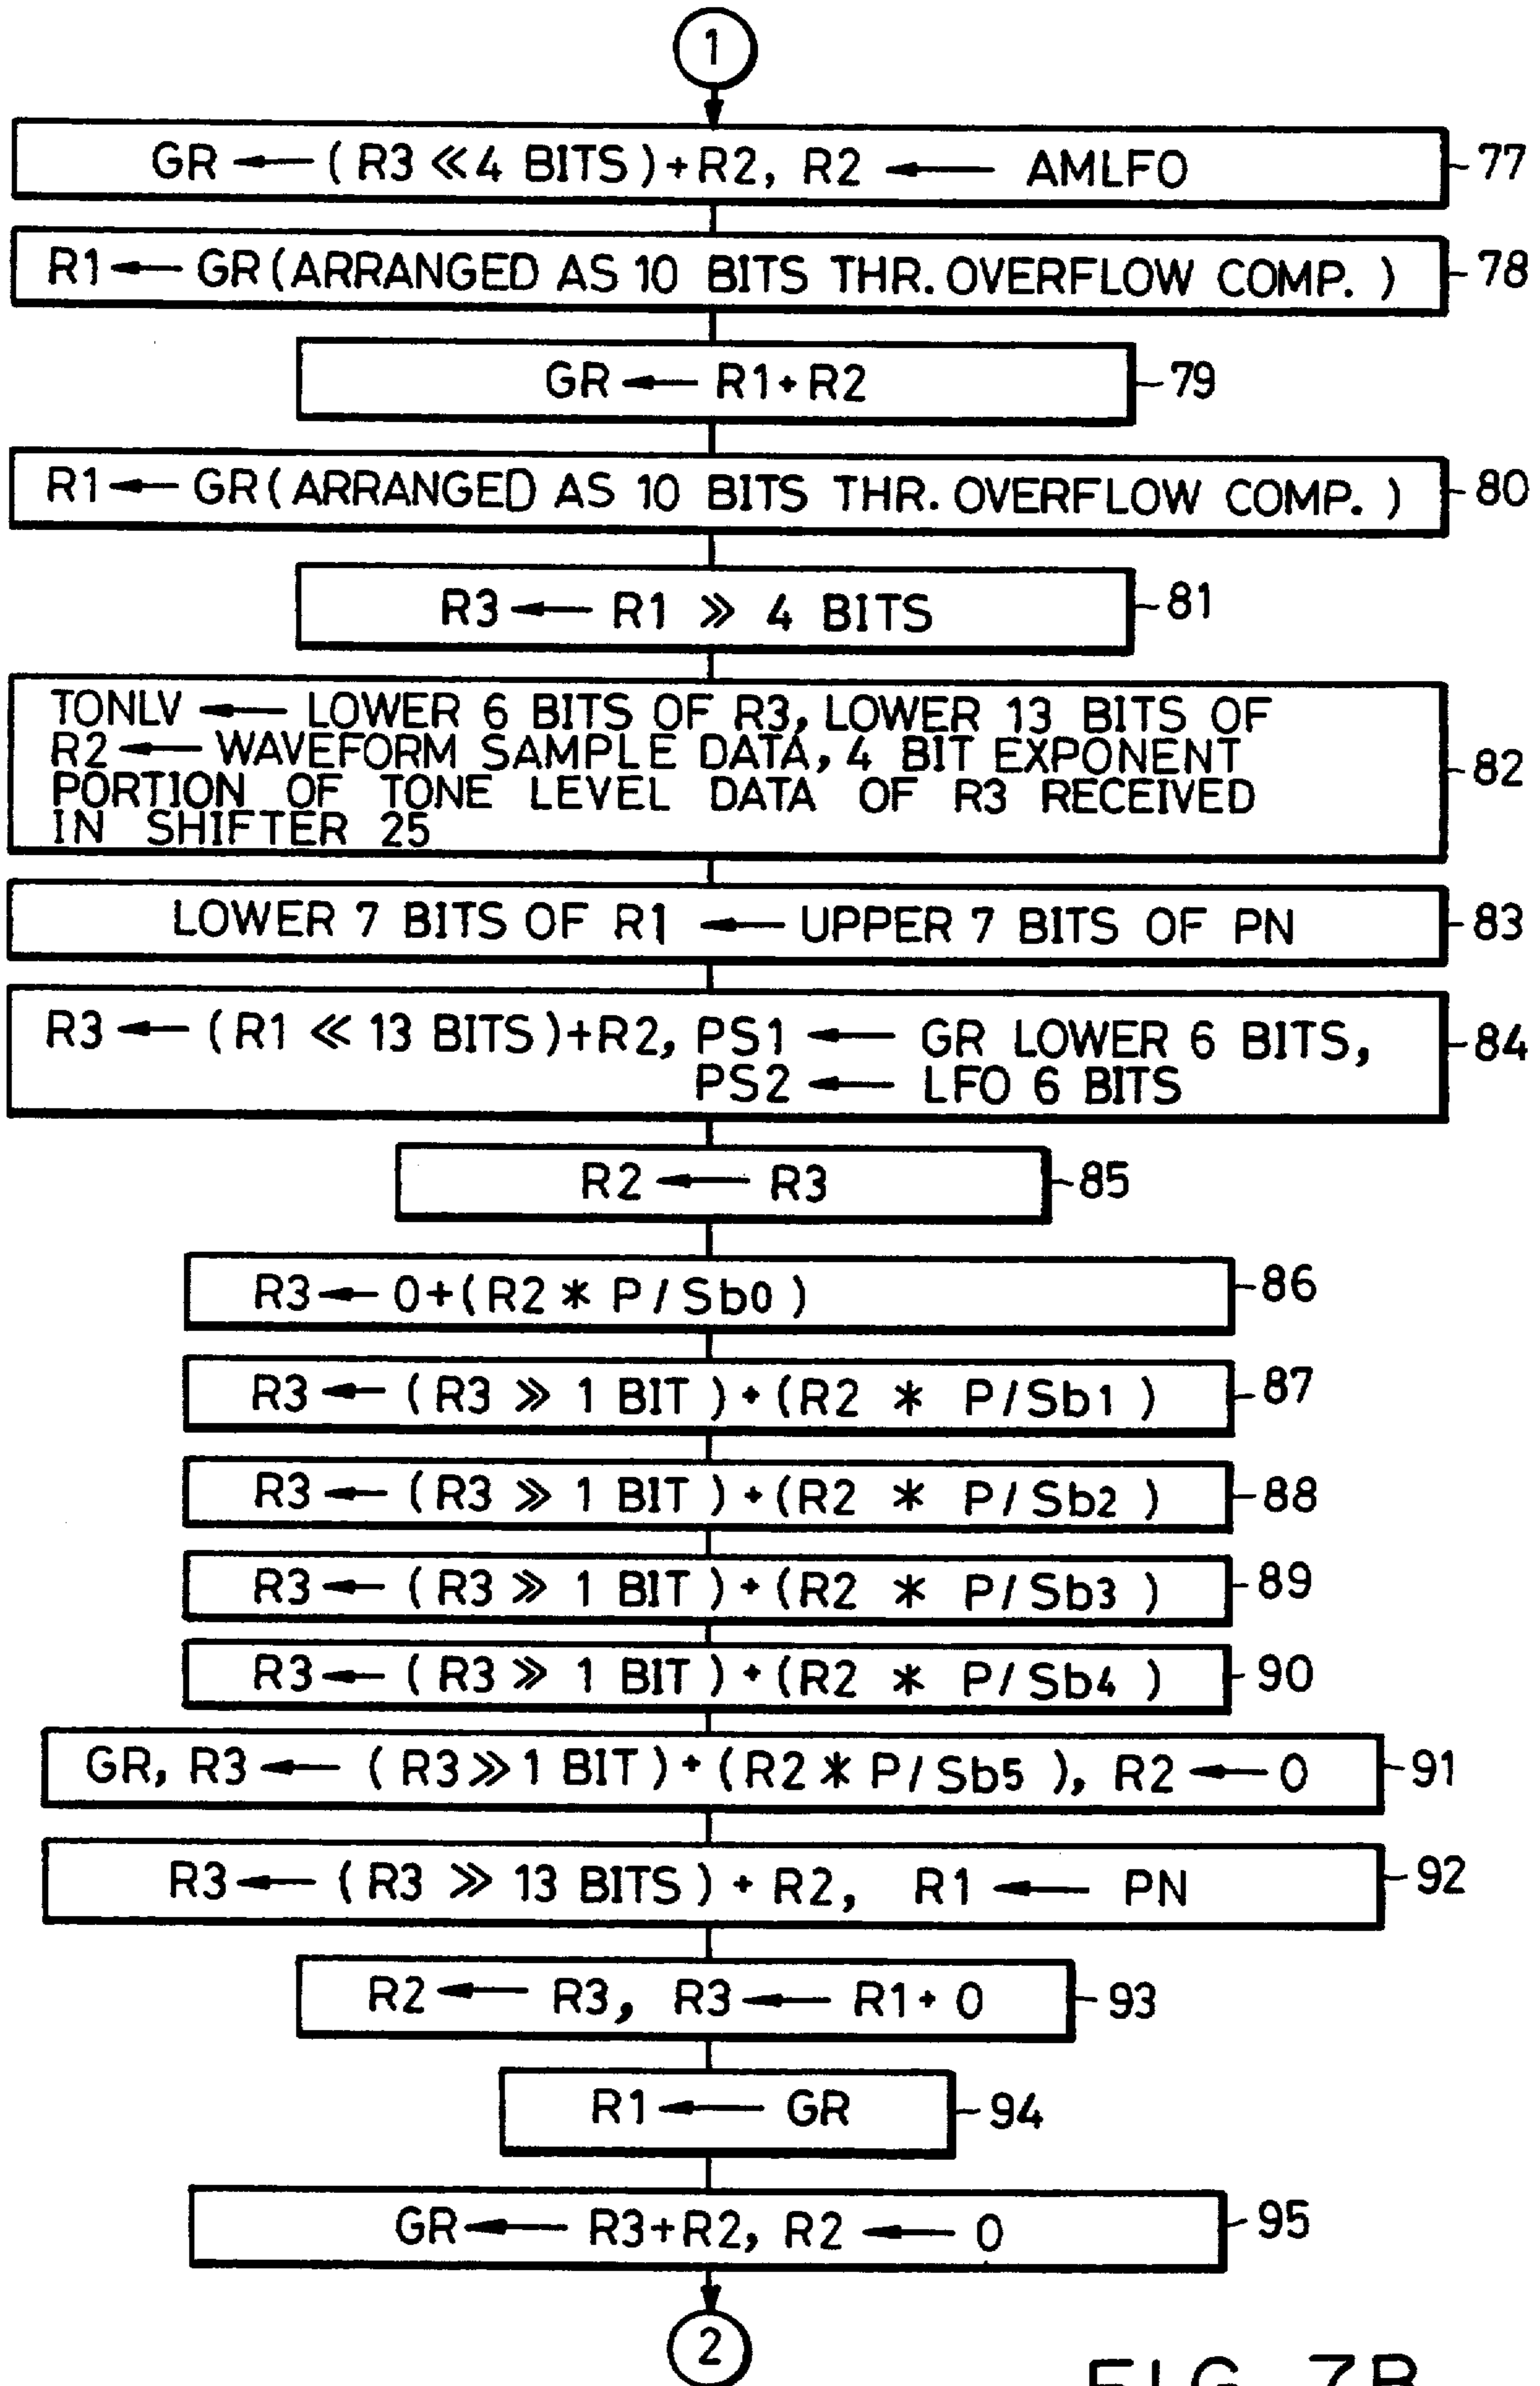 1
GR ← (R3 ≪ 4 BITS)+R2, R2 ← AMLFO
77
R1 ← GR(ARRANGED AS 10 BITS THR. OVERFLOW COMP. )
78
GR ← R1+R2
79
R1 ← GR(ARRANGED AS 10 BITS THR. OVERFLOW COMP. )
80
R3 ← R1 ≫ 4 BITS
81
TONLV ← LOWER 6 BITS OF R3, LOWER 13 BITS OF
R2 ← WAVEFORM SAMPLE DATA, 4 BIT EXPONENT
PORTION OF TONE LEVEL DATA OF R3 RECEIVED
IN SHIFTER 25
82
LOWER 7 BITS OF R1 ← UPPER 7 BITS OF PN
83
R3 ← (R1 ≪ 13 BITS)+R2, PS1 ← GR LOWER 6 BITS,
PS2 ← LFO 6 BITS
84
R2 ← R3
85
R3 ← 0+(R2 * P/Sb0 )
86
R3 ← (R3 ≫ 1 BIT )+(R2 * P/Sb1 )
87
R3 ← (R3 ≫ 1 BIT )+(R2 * P/Sb2 )
88
R3 ← (R3 ≫ 1 BIT )+(R2 * P/Sb3 )
89
R3 ← (R3 ≫ 1 BIT )+(R2 * P/Sb4 )
90
GR, R3 ← (R3≫1 BIT)+(R2 * P/Sb5 ), R2 ← 0
91
R3 ← (R3 ≫ 13 BITS)+ R2, R1 ← PN
92
R2 ← R3, R3 ← R1+ 0
93
R1 ← GR
94
GR ← R3+R2, R2 ← 0
95
2
FIG. 7B